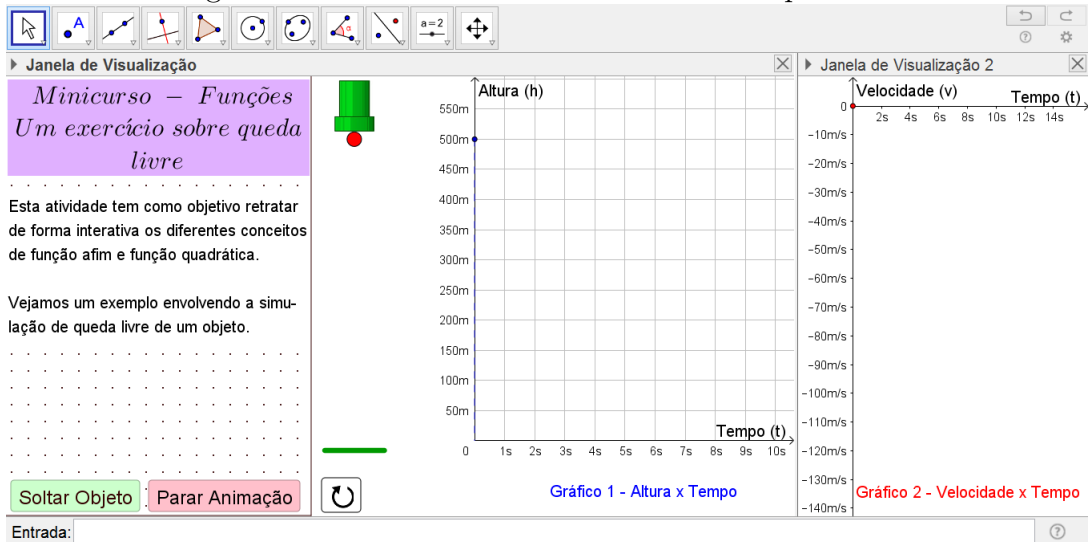 a=2
Janela de Visualização
Minicurso − Funções
Um exercício sobre queda
livre
Esta atividade tem como objetivo retratar
de forma interativa os diferentes conceitos
de função afim e função quadrática.
Vejamos um exemplo envolvendo a simu-
lação de queda livre de um objeto.
Soltar Objeto
Parar Animação
Altura (h)
550m
500m
450m
400m
350m
300m
250m
200m
150m
100m
50m
Tempo (t)
0 1s 2s 3s 4s 5s 6s 7s 8s 9s 10s
Gráfico 1 - Altura x Tempo
Janela de Visualização 2
Velocidade (v)
Tempo (t)
0
2s 4s 6s 8s 10s 12s 14s
−10m/s
−20m/s
−30m/s
−40m/s
−50m/s
−60m/s
−70m/s
−80m/s
−90m/s
−100m/s
−110m/s
−120m/s
−130m/s
−140m/s
Gráfico 2 - Velocidade x Tempo
Entrada: